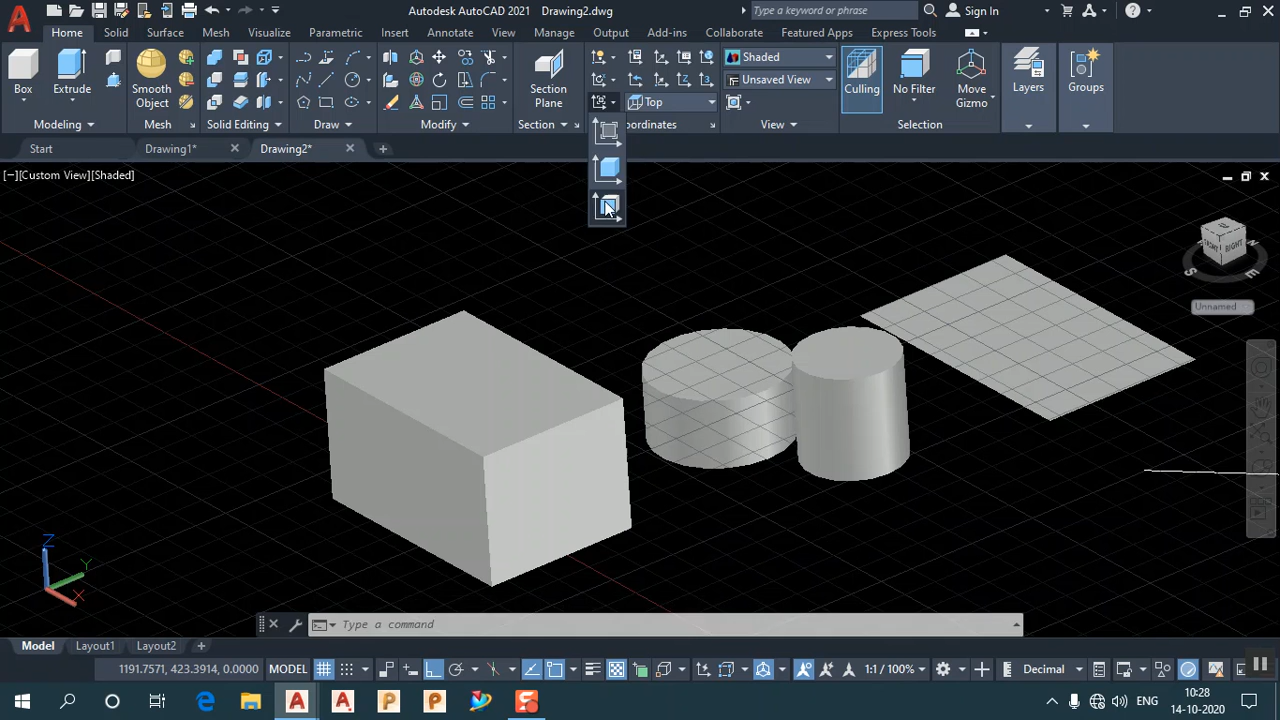 Autodesk AutoCAD 2021 Drawing2.dwg
Type a keyword or phrase
Sign In
Home Solid Surface Mesh Visualize Parametric Insert Annotate View Manage Output Add-ins Collaborate Featured Apps Express Tools
Shaded
Unsaved View
Top
Box
Extrude
Smooth Object
Section Plane
Culling
No Filter
Move Gizmo
Layers
Groups
Modeling
Mesh
Solid Editing
Draw
Modify
Section
oordinates
View
Selection
Start
Drawing1*
Drawing2*
[−][Custom View][Shaded]
FRONT
RIGHT
S
E
Unnamed
Z
Y
X
Type a command
Model
Layout1
Layout2
1191.7571, 423.3914, 0.0000
MODEL
1:1 / 100%
Decimal
ENG
10:28
14-10-2020